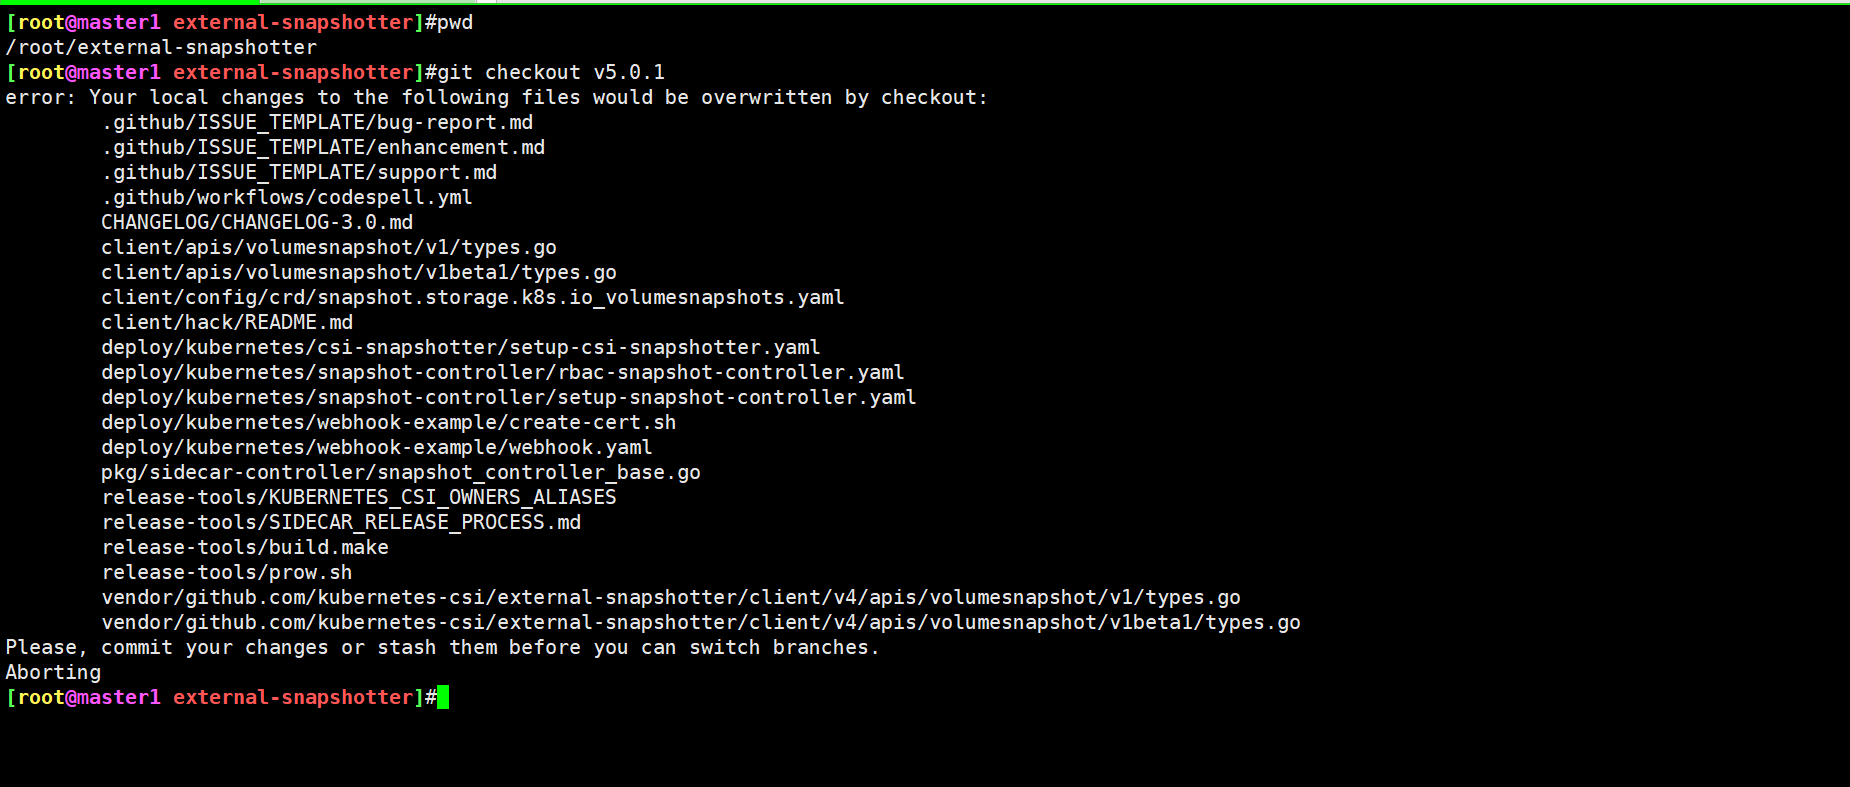 [root@master1 external-snapshotter]#pwd
/root/external-snapshotter
[root@master1 external-snapshotter]#git checkout v5.0.1
error: Your local changes to the following files would be overwritten by checkout:
        .github/ISSUE_TEMPLATE/bug-report.md
        .github/ISSUE_TEMPLATE/enhancement.md
        .github/ISSUE_TEMPLATE/support.md
        .github/workflows/codespell.yml
        CHANGELOG/CHANGELOG-3.0.md
        client/apis/volumesnapshot/v1/types.go
        client/apis/volumesnapshot/v1beta1/types.go
        client/config/crd/snapshot.storage.k8s.io_volumesnapshots.yaml
        client/hack/README.md
        deploy/kubernetes/csi-snapshotter/setup-csi-snapshotter.yaml
        deploy/kubernetes/snapshot-controller/rbac-snapshot-controller.yaml
        deploy/kubernetes/snapshot-controller/setup-snapshot-controller.yaml
        deploy/kubernetes/webhook-example/create-cert.sh
        deploy/kubernetes/webhook-example/webhook.yaml
        pkg/sidecar-controller/snapshot_controller_base.go
        release-tools/KUBERNETES_CSI_OWNERS_ALIASES
        release-tools/SIDECAR_RELEASE_PROCESS.md
        release-tools/build.make
        release-tools/prow.sh
        vendor/github.com/kubernetes-csi/external-snapshotter/client/v4/apis/volumesnapshot/v1/types.go
        vendor/github.com/kubernetes-csi/external-snapshotter/client/v4/apis/volumesnapshot/v1beta1/types.go
Please, commit your changes or stash them before you can switch branches.
Aborting
[root@master1 external-snapshotter]#